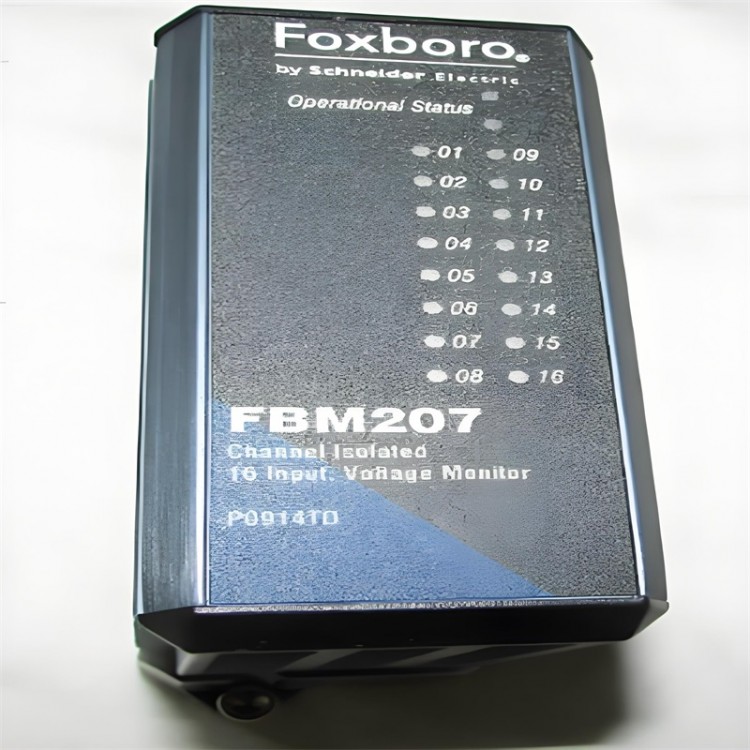 Foxboro®
by Schneider Electric
Operational Status
01 09
02 10
03 11
04 12
05 13
06 14
07 15
08 16
FBM207
Channel Isolated
16 Input, Voltage Monitor
P0914TD